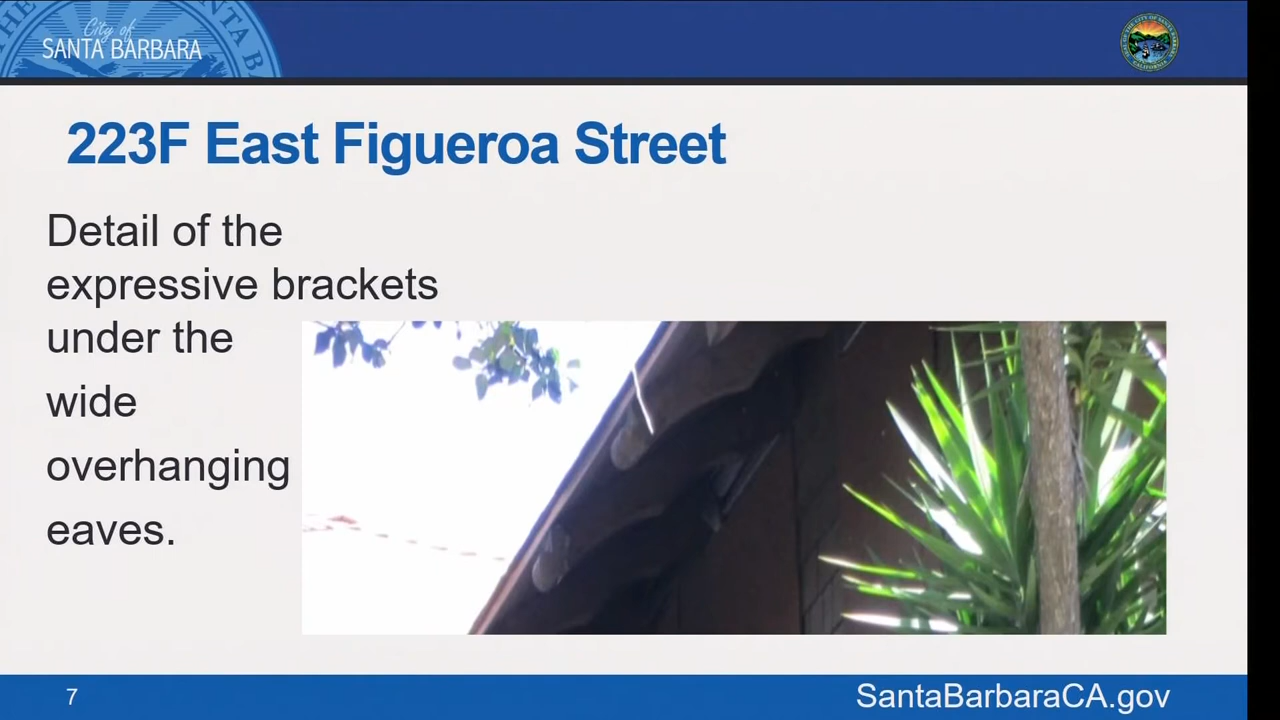 City of
SANTA BARBARA
223F East Figueroa Street
Detail of the
expressive brackets
under the
wide
overhanging
eaves.
7
SantaBarbaraCA.gov